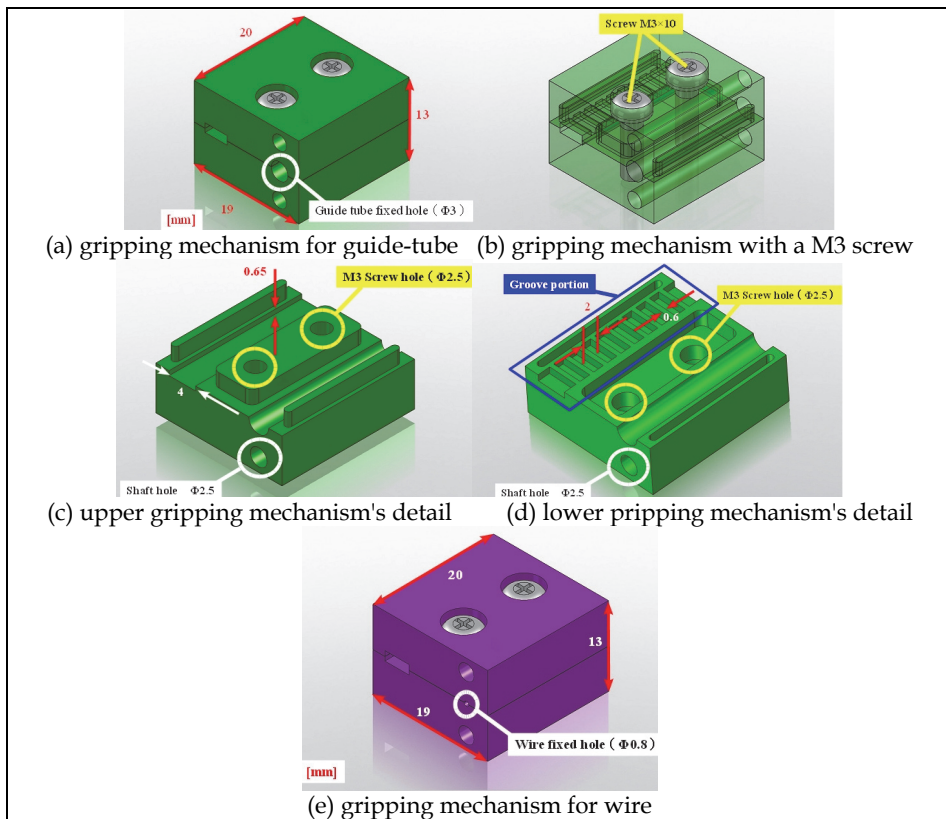 20
13
19
[mm]
Guide tube fixed hole ( Φ3 )
Screw M3×10
(a) gripping mechanism for guide-tube
(b) gripping mechanism with a M3 screw
0.65
M3 Screw hole ( Φ2.5 )
4
Shaft hole Φ2.5
Groove portion
2
0.6
M3 Screw hole ( Φ2.5 )
Shaft hole Φ2.5
(c) upper gripping mechanism's detail
(d) lower pripping mechanism's detail
20
13
19
Wire fixed hole ( Φ0.8 )
[mm]
(e) gripping mechanism for wire